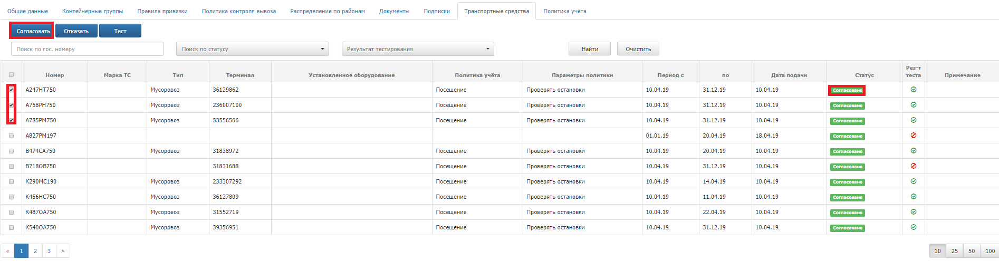 Общие данные Контейнерные группы Правила привязки Политика контроля вывоза Распределение по районам Документы Подписки Транспортные средства Политика учёта
Согласовать Отказать Тест
Поиск по гос. номеру Поиск по статусу Результат тестирования Найти Очистить
Номер Марка ТС Тип Терминал Установленное оборудование Политика учёта Параметры политики Период с по Дата подачи Статус Рез-т теста Примечание
А247НТ750 Мусоровоз 36129862 Посещение Проверять остановки 10.04.19 31.12.19 10.04.19 Согласовано
А758РН750 Мусоровоз 236007100 Посещение Проверять остановки 10.04.19 31.12.19 10.04.19 Согласовано
А785РМ750 Мусоровоз 33556566 Посещение Проверять остановки 10.04.19 31.12.19 10.04.19 Согласовано
А827РМ197 01.01.19 20.04.19 18.04.19 Согласовано
В474СА750 Мусоровоз 31838972 Посещение Проверять остановки 10.04.19 20.04.19 10.04.19 Согласовано
В718ОВ750 31831688 Посещение Проверять остановки 10.04.19 31.12.19 10.04.19 Согласовано
К290МС190 Мусоровоз 233307292 Посещение Проверять остановки 10.04.19 14.04.19 10.04.19 Согласовано
К456НС750 Мусоровоз 36127809 Посещение Проверять остановки 10.04.19 11.04.19 10.04.19 Согласовано
К487ОА750 Мусоровоз 31552719 Посещение Проверять остановки 10.04.19 22.04.19 10.04.19 Согласовано
К540ОА750 Мусоровоз 39356951 Посещение Проверять остановки 10.04.19 31.12.19 10.04.19 Согласовано
« 1 2 3 » 10 25 50 100